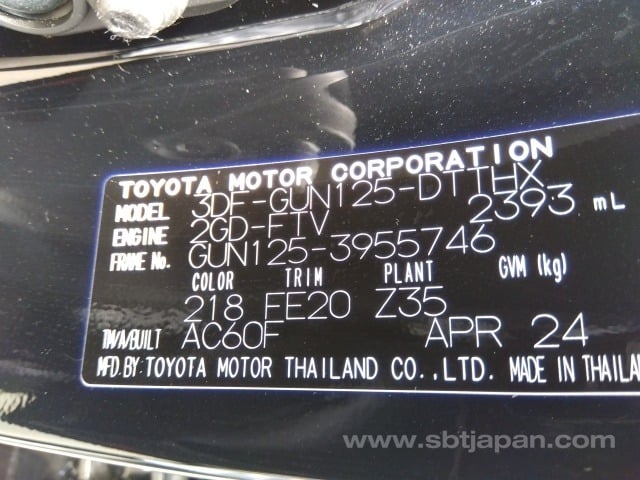 TOYOTA MOTOR CORPORATION
MODEL 3DF-GUN125-DTTHX
ENGINE 2GD-FTV 2393 mL
FRAME No. GUN125-3955746
COLOR TRIM PLANT GVM (kg)
218 FE20 Z35
TM/A/BUILT AC60F APR 24
MFD.BY:TOYOTA MOTOR THAILAND CO.,LTD. MADE IN THAILA
www.sbtjapan.com